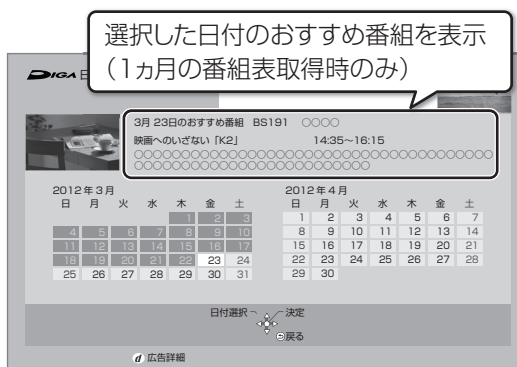 選択した日付のおすすめ番組を表示
（1ヵ月の番組表取得時のみ）
DIGA 日
3月 23日のおすすめ番組 BS191 ○○○○
映画へのいざない「K2」 14:35～16:15
○○○○○○○○○○○○○○○○○○○○○○○○○○○○○○○○
○○○○○○○○○○○○○○○○○○○○○
2012年3月
日 月 火 水 木 金 土
1 2 3
4 5 6 7 8 9 10
11 12 13 14 15 16 17
18 19 20 21 22 23 24
25 26 27 28 29 30 31
2012年4月
日 月 火 水 木 金 土
1 2 3 4 5 6 7
8 9 10 11 12 13 14
15 16 17 18 19 20 21
22 23 24 25 26 27 28
29 30
日付選択 決定
戻る
d 広告詳細